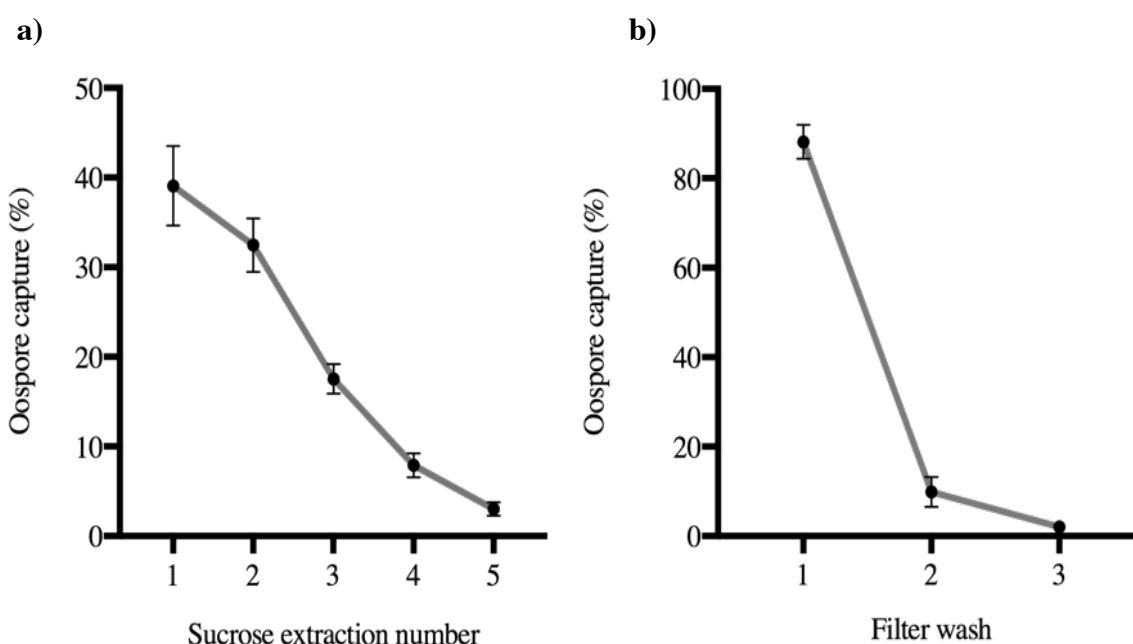 a)
50
40
30
20
10
0
Oospore capture (%)
1 2 3 4 5
Sucrose extraction number
b)
100
80
60
40
20
0
Oospore capture (%)
1 2 3
Filter wash